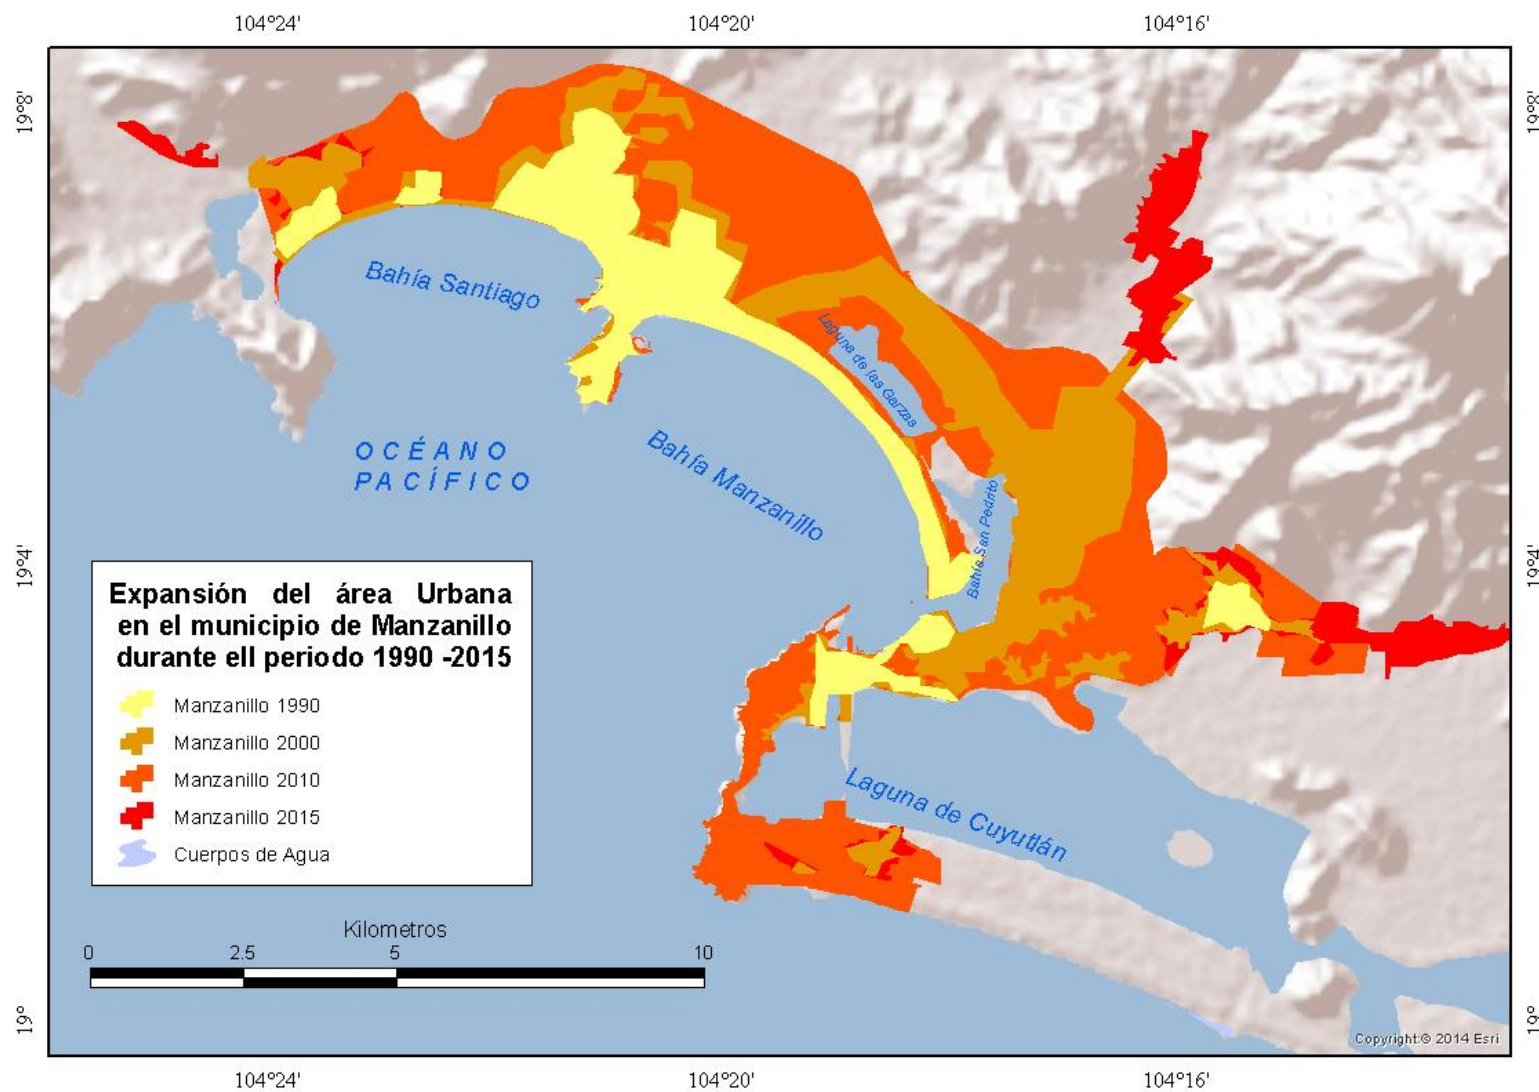 104°24'
104°20'
104°16'
19°8'
19°8'
Bahía Santiago
Laguna de las Garzas
OCÉANO
PACÍFICO
Bahía Manzanillo
Bahía San Pedrito
19°4'
19°4'
Expansión del área Urbana
en el municipio de Manzanillo
durante ell periodo 1990 -2015
Manzanillo 1990
Manzanillo 2000
Manzanillo 2010
Manzanillo 2015
Cuerpos de Agua
Laguna de Cuyutlán
Kilometros
0 2.5 5 10
19°
19°
Copyright:© 2014 Esri
104°24'
104°20'
104°16'